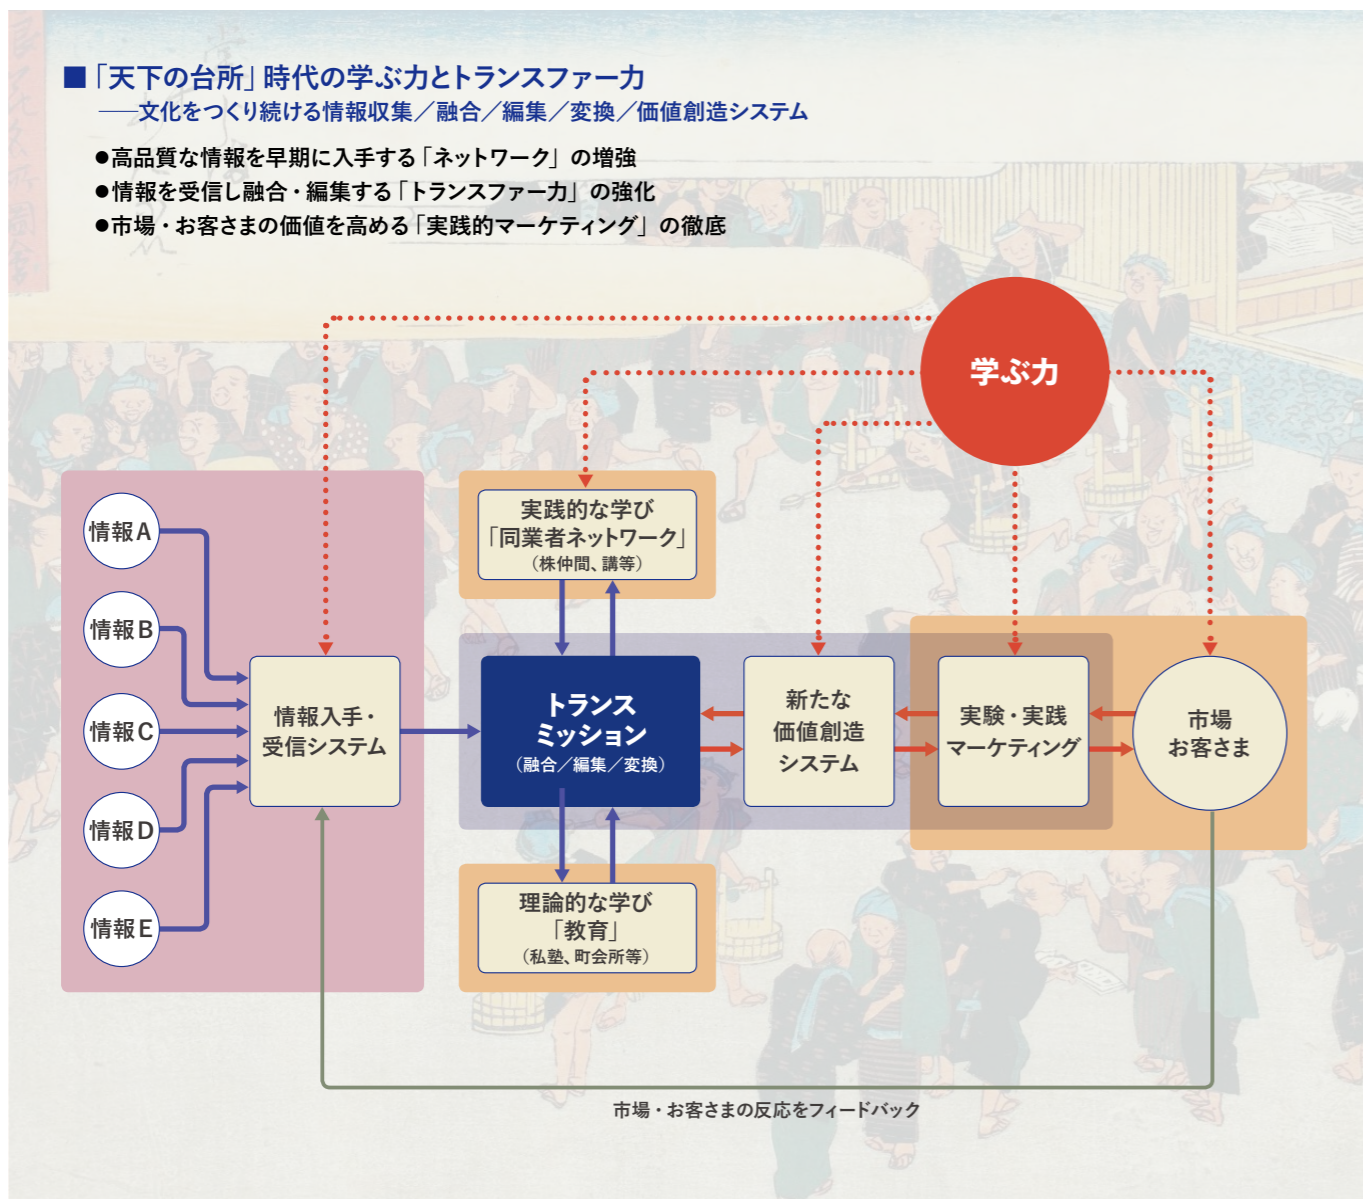 ■「天下の台所」時代の学ぶ力とトランスファー力
──文化をつくり続ける情報収集／融合／編集／変換／価値創造システム
●高品質な情報を早期に入手する「ネットワーク」の増強
●情報を受信し融合・編集する「トランスファー力」の強化
●市場・お客さまの価値を高める「実践的マーケティング」の徹底
学ぶ力
情報A
情報B
情報C
情報D
情報E
情報入手・
受信システム
実践的な学び
「同業者ネットワーク」
（株仲間、講等）
トランス
ミッション
（融合／編集／変換）
理論的な学び
「教育」
（私塾、町会所等）
新たな
価値創造
システム
実験・実践
マーケティング
市場
お客さま
市場・お客さまの反応をフィードバック